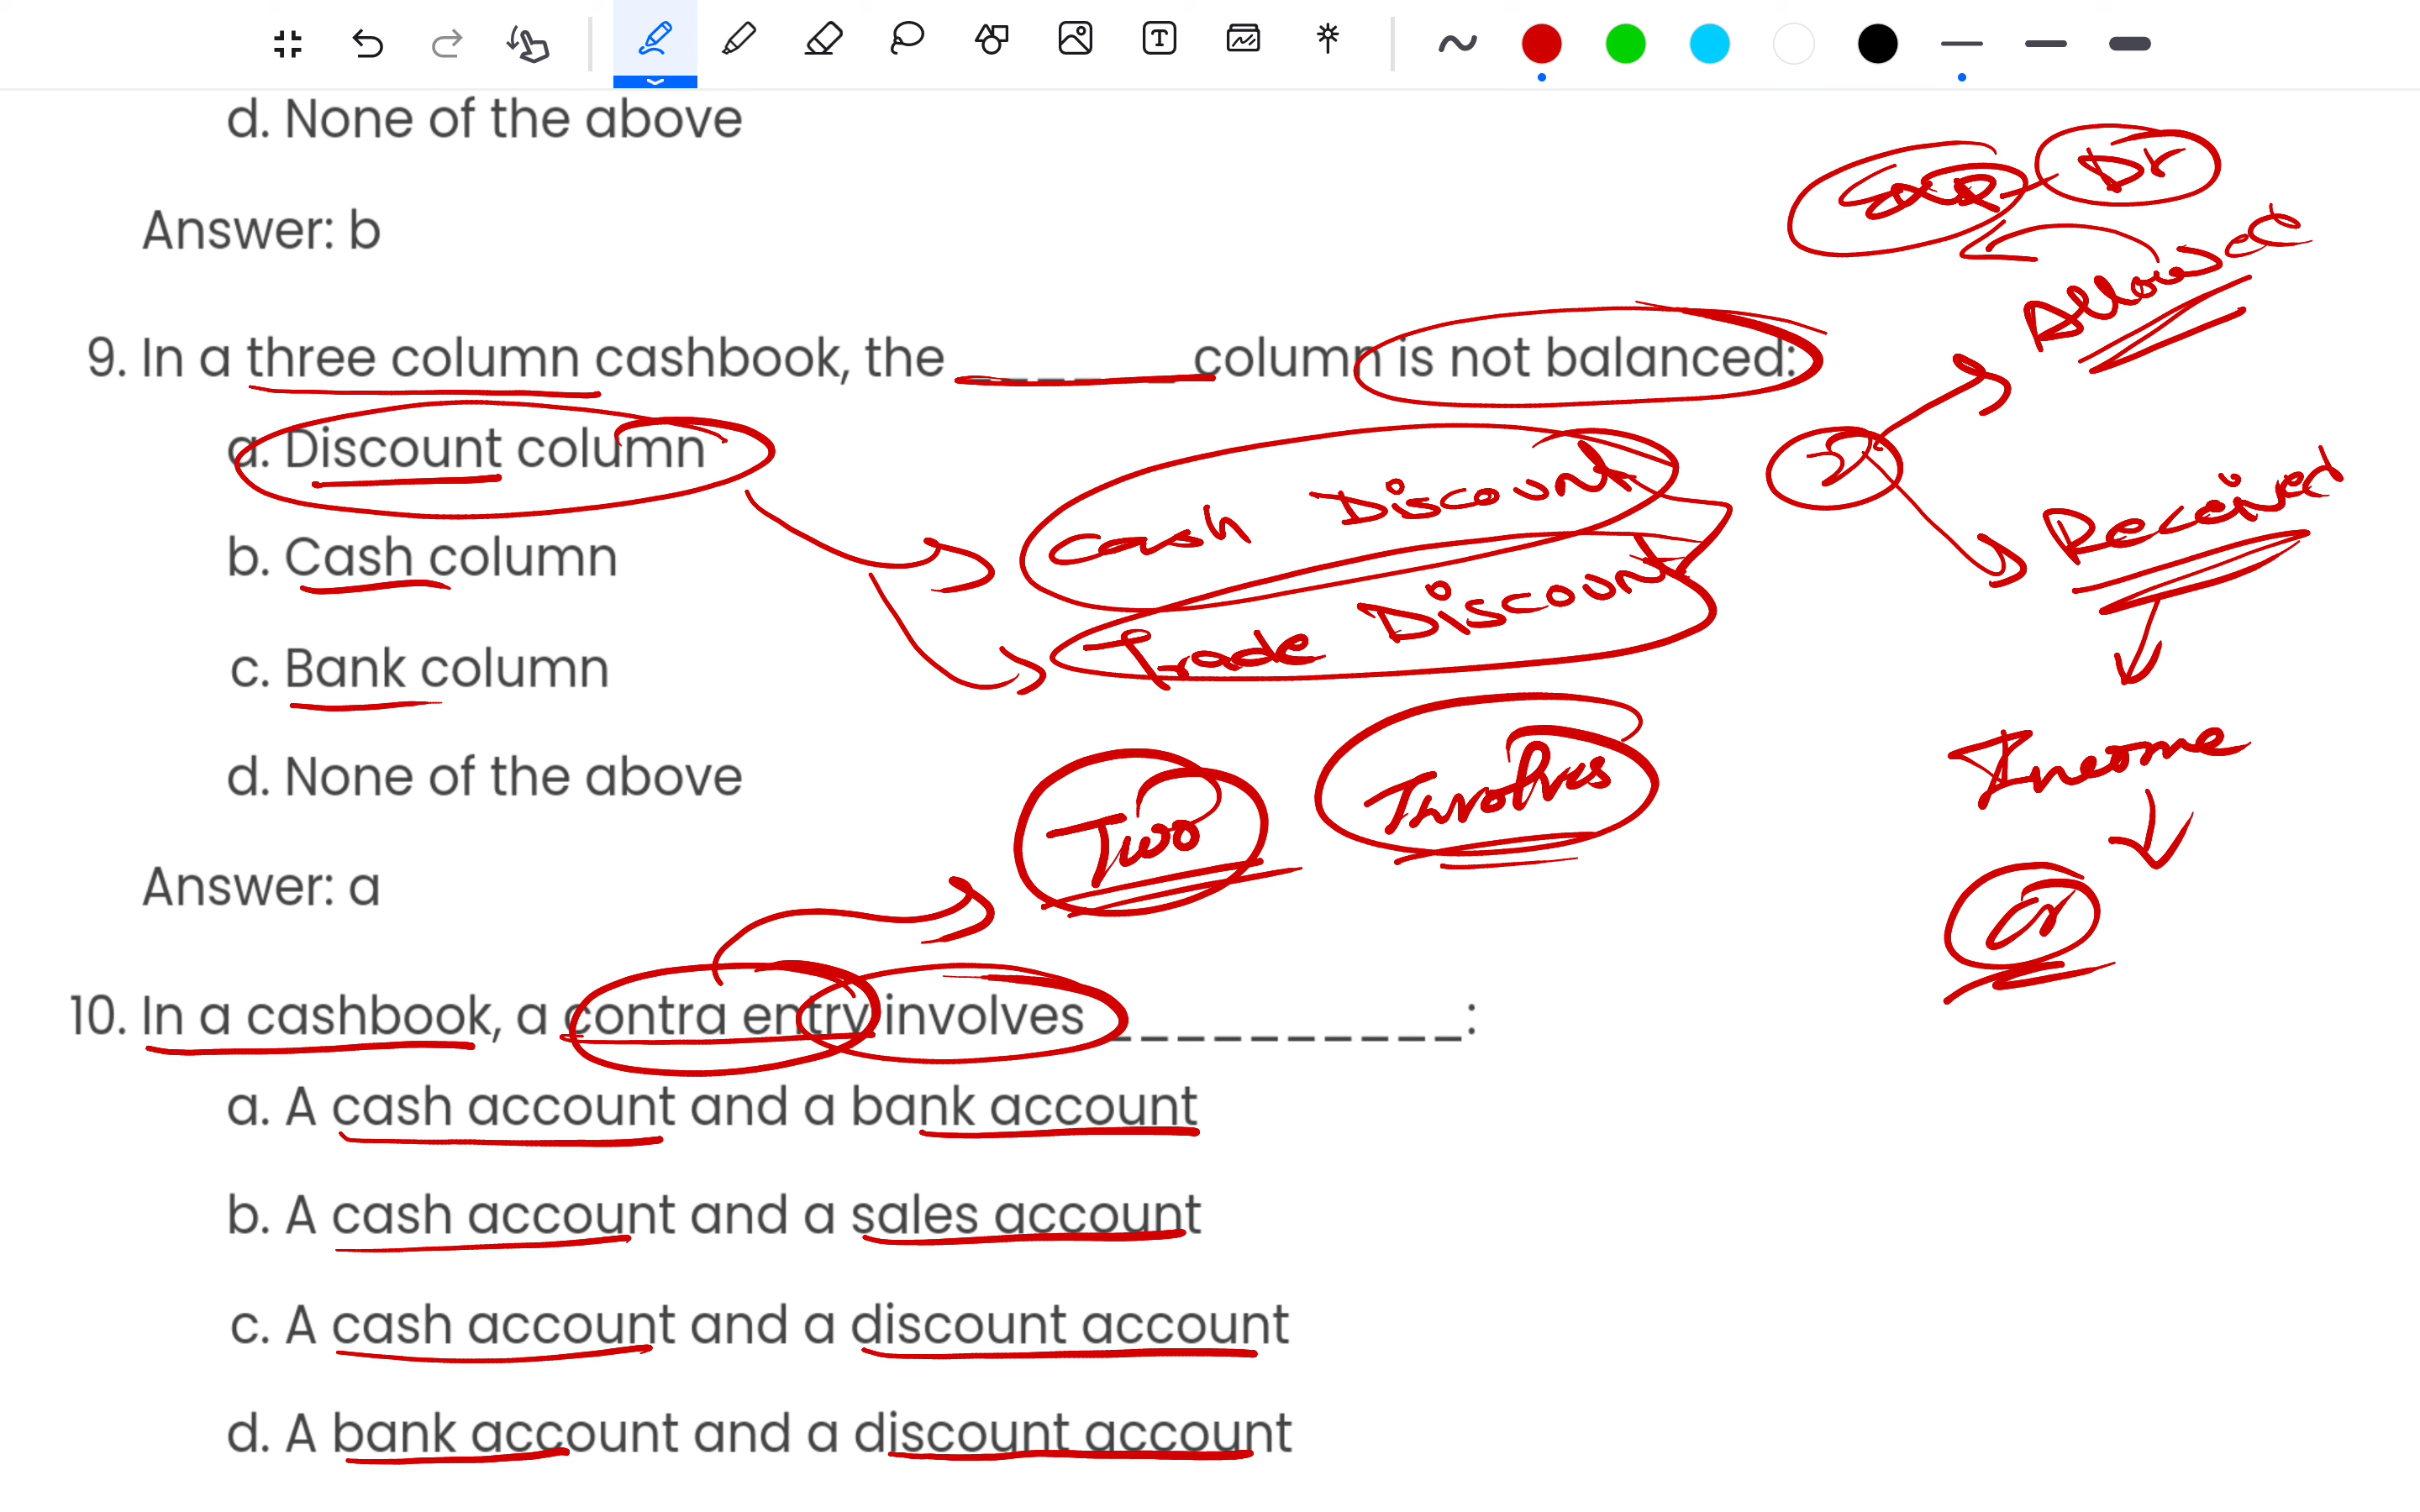 d. None of the above
Dr
Answer: b
Allowed
9. In a three column cashbook, the ____ column is not balanced:
a. Discount column
2
Cash Discount
Received
b. Cash column
Trade Discount
c. Bank column
Income
d. None of the above
Two
Involves
Answer: a
Cr
10. In a cashbook, a contra entry involves __________:
a. A cash account and a bank account
b. A cash account and a sales account
c. A cash account and a discount account
d. A bank account and a discount account